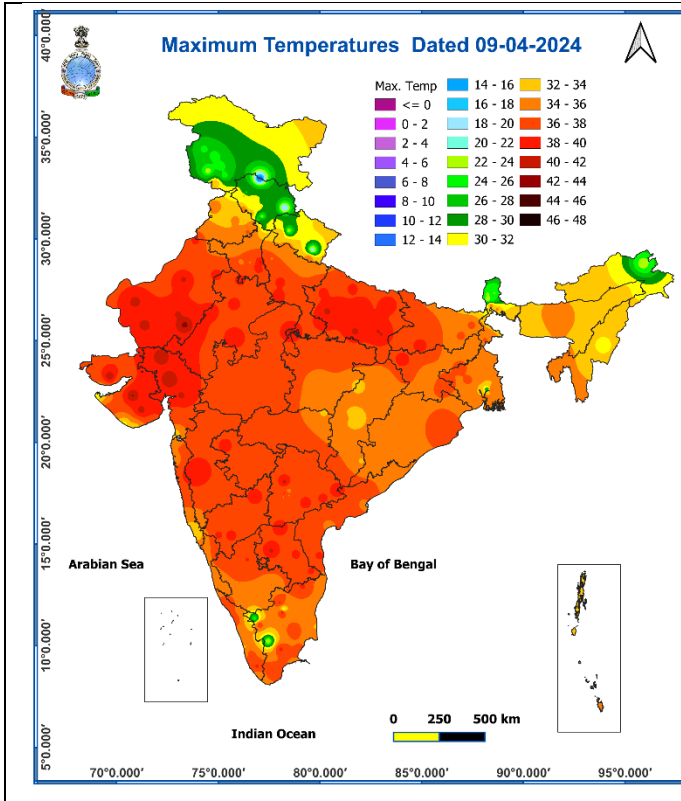 Maximum Temperatures Dated 09-04-2024
Max. Temp
<= 0
0 - 2
2 - 4
4 - 6
6 - 8
8 - 10
10 - 12
12 - 14
14 - 16
16 - 18
18 - 20
20 - 22
22 - 24
24 - 26
26 - 28
28 - 30
30 - 32
32 - 34
34 - 36
36 - 38
38 - 40
40 - 42
42 - 44
44 - 46
46 - 48
40°0.000'
35°0.000'
30°0.000'
25°0.000'
20°0.000'
15°0.000'
10°0.000'
5°0.000'
Arabian Sea
Bay of Bengal
Indian Ocean
0 250 500 km
70°0.000' 75°0.000' 80°0.000' 85°0.000' 90°0.000' 95°0.000'